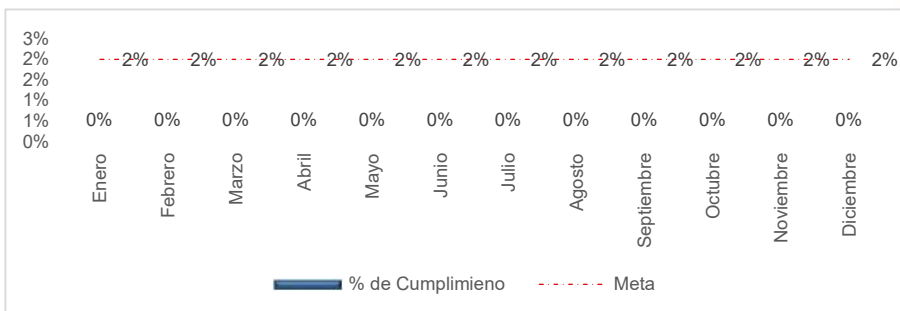 3%
2%
2%
1%
1%
0%
2% 2% 2% 2% 2% 2% 2% 2% 2% 2% 2% 2%
0% 0% 0% 0% 0% 0% 0% 0% 0% 0% 0% 0%
Enero
Febrero
Marzo
Abril
Mayo
Junio
Julio
Agosto
Septiembre
Octubre
Noviembre
Diciembre
% de Cumplimieno Meta